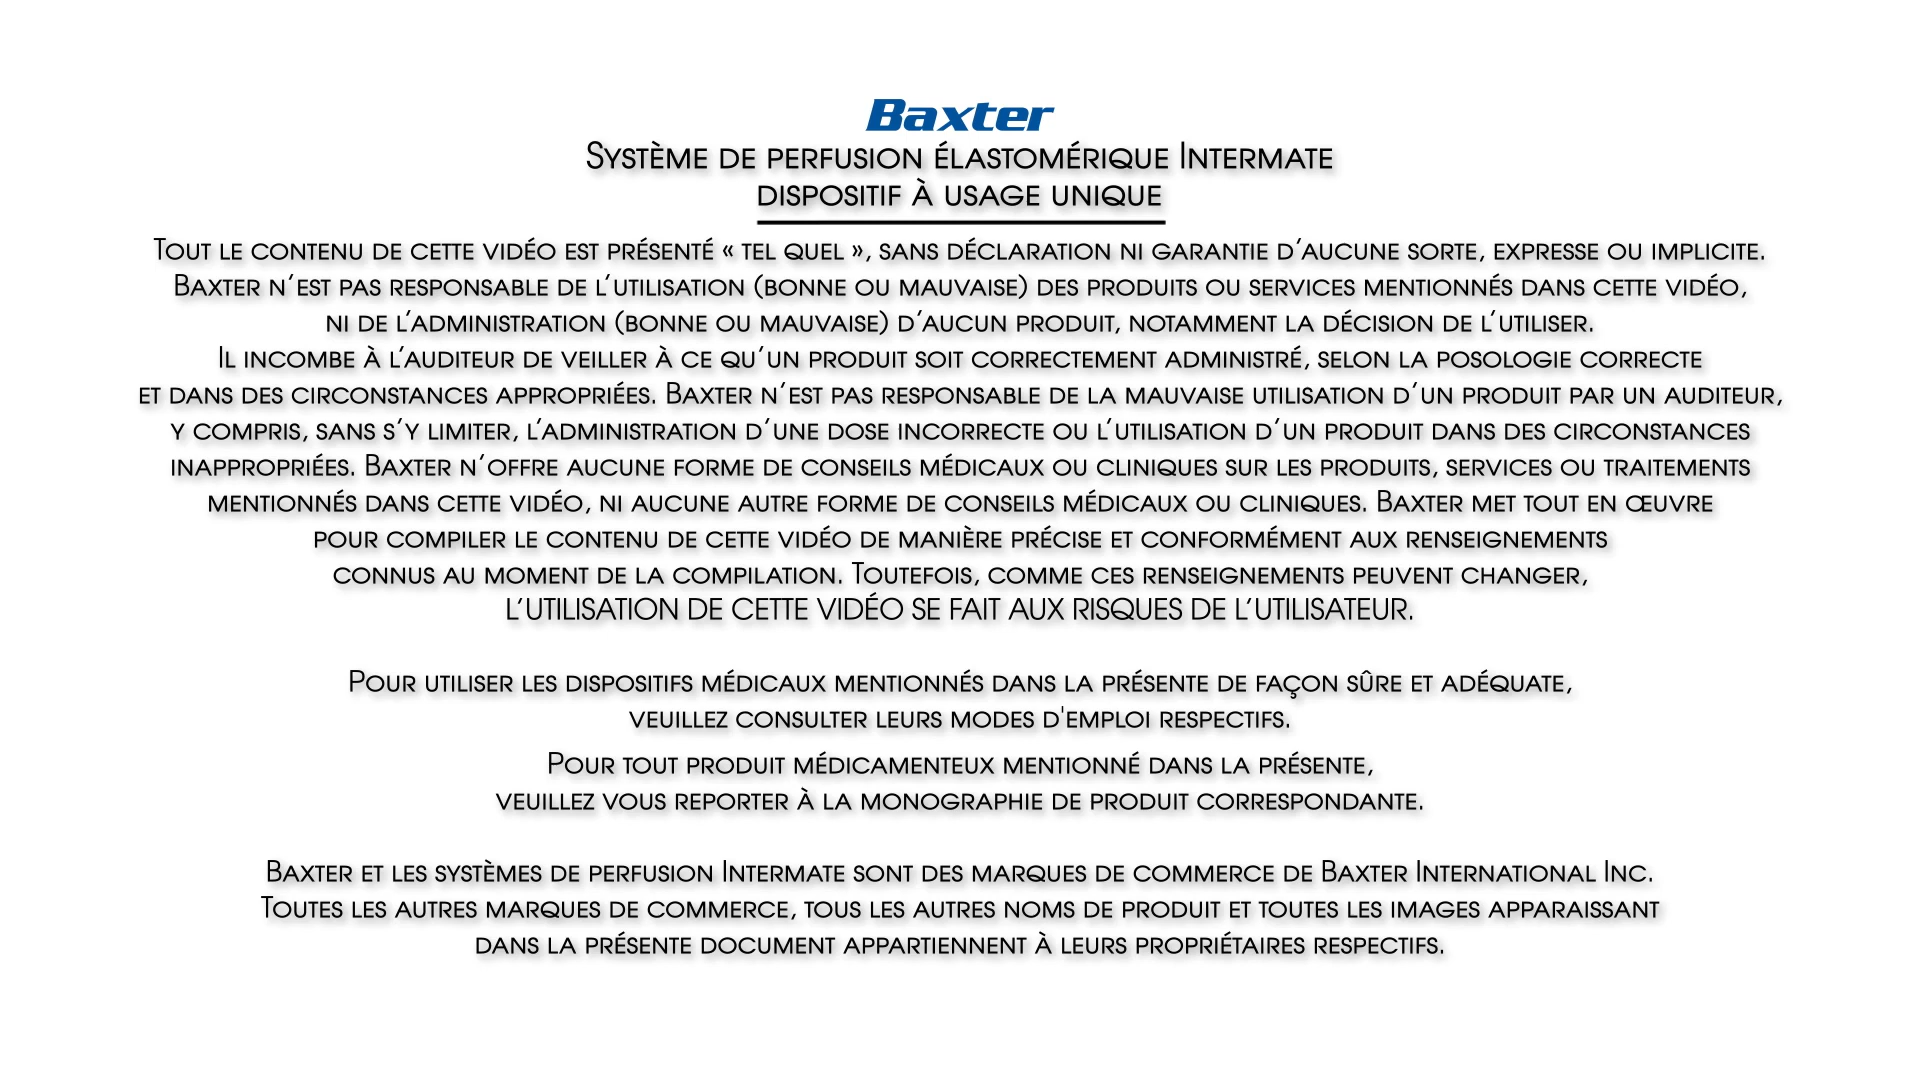 Baxter
Système de perfusion élastomérique Intermate
dispositif à usage unique
Tout le contenu de cette vidéo est présenté « tel quel », sans déclaration ni garantie d’aucune sorte, expresse ou implicite.
Baxter n’est pas responsable de l’utilisation (bonne ou mauvaise) des produits ou services mentionnés dans cette vidéo,
ni de l’administration (bonne ou mauvaise) d’aucun produit, notamment la décision de l’utiliser.
Il incombe à l’auditeur de veiller à ce qu’un produit soit correctement administré, selon la posologie correcte
et dans des circonstances appropriées. Baxter n’est pas responsable de la mauvaise utilisation d’un produit par un auditeur,
y compris, sans s’y limiter, l’administration d’une dose incorrecte ou l’utilisation d’un produit dans des circonstances
inappropriées. Baxter n’offre aucune forme de conseils médicaux ou cliniques sur les produits, services ou traitements
mentionnés dans cette vidéo, ni aucune autre forme de conseils médicaux ou cliniques. Baxter met tout en œuvre
pour compiler le contenu de cette vidéo de manière précise et conformément aux renseignements
connus au moment de la compilation. Toutefois, comme ces renseignements peuvent changer,
L’UTILISATION DE CETTE VIDÉO SE FAIT AUX RISQUES DE L’UTILISATEUR.
Pour utiliser les dispositifs médicaux mentionnés dans la présente de façon sûre et adéquate,
veuillez consulter leurs modes d'emploi respectifs.
Pour tout produit médicamenteux mentionné dans la présente,
veuillez vous reporter à la monographie de produit correspondante.
Baxter et les systèmes de perfusion Intermate sont des marques de commerce de Baxter International Inc.
Toutes les autres marques de commerce, tous les autres noms de produit et toutes les images apparaissant
dans la présente document appartiennent à leurs propriétaires respectifs.